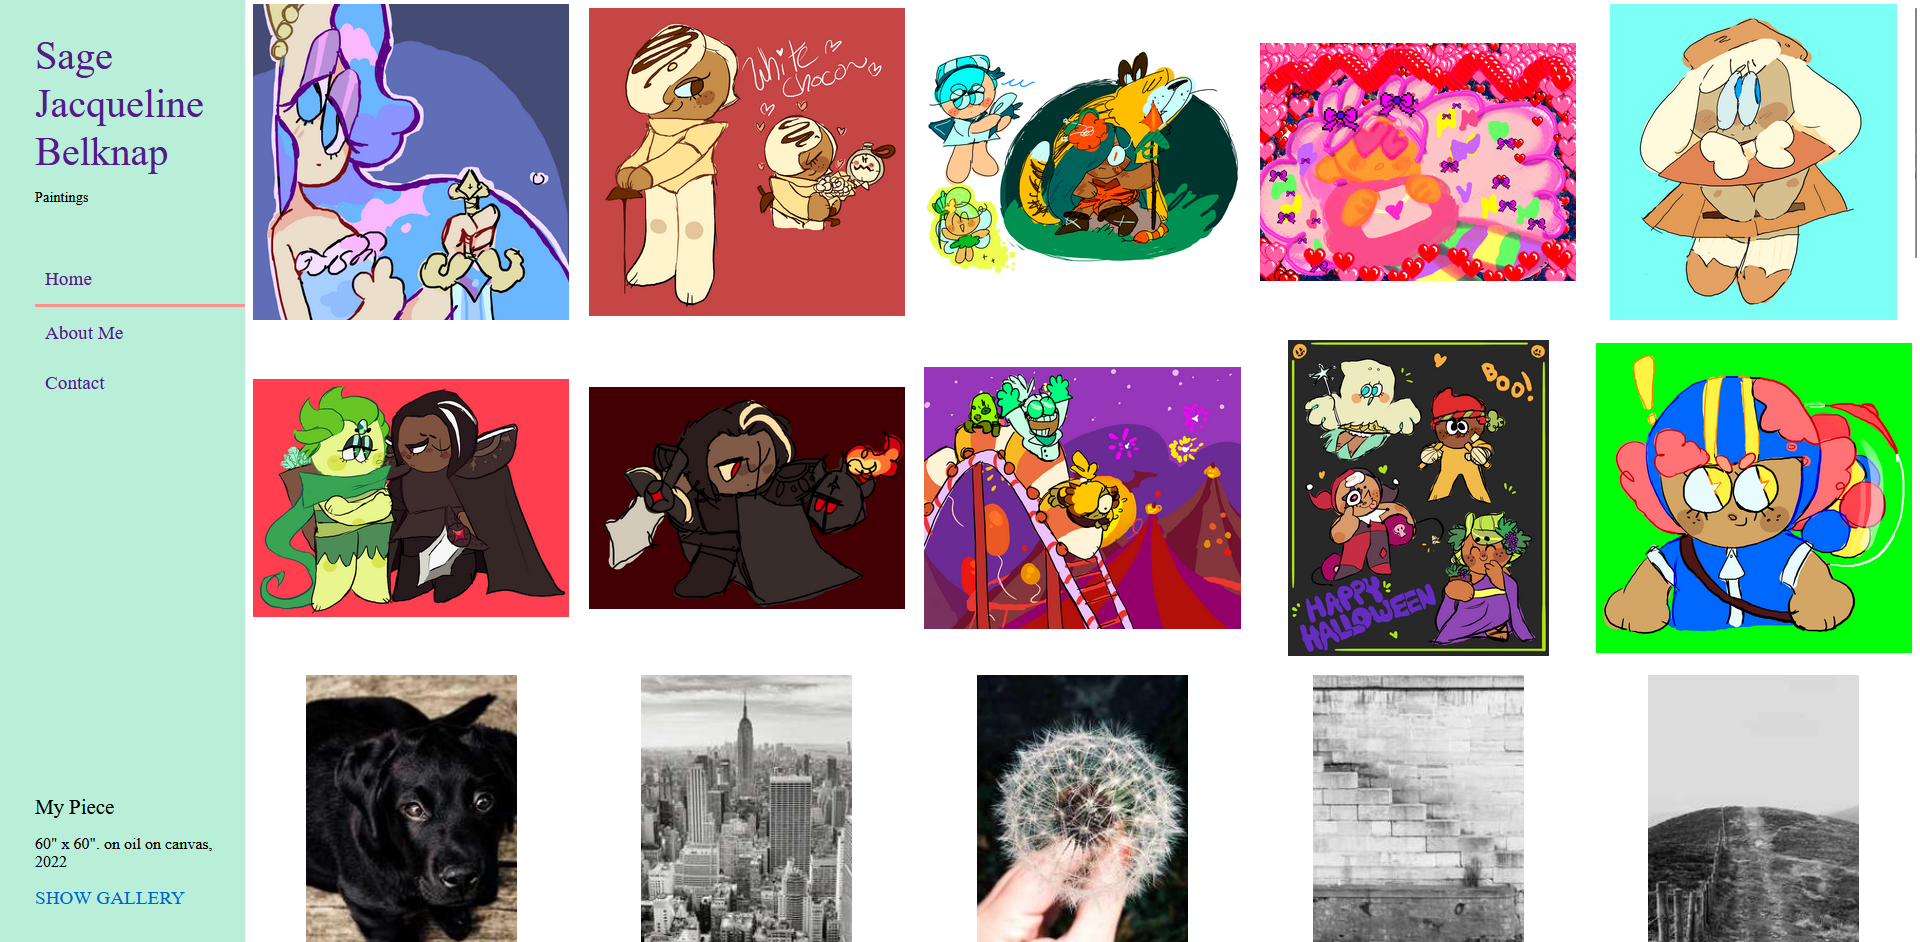 Sage
Jacqueline
Belknap
Paintings
Home
About Me
Contact
My Piece
60" x 60". on oil on canvas,
2022
SHOW GALLERY
White
choco
BOO!
HAPPY
HALLOWEEN